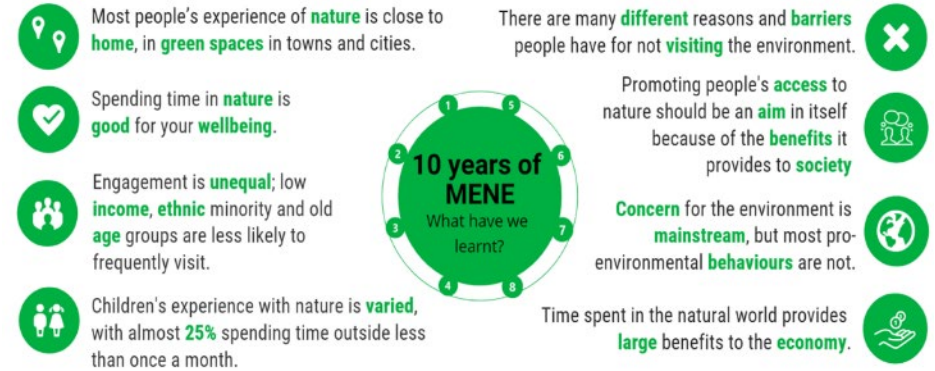 Most people's experience of nature is close to
home, in green spaces in towns and cities.
Spending time in nature is
good for your wellbeing.
Engagement is unequal; low
income, ethnic minority and old
age groups are less likely to
frequently visit.
Children's experience with nature is varied,
with almost 25% spending time outside less
than once a month.
1
2
3
4
5
6
7
8
10 years of
MENE
What have we
learnt?
There are many different reasons and barriers
people have for not visiting the environment.
Promoting people's access to
nature should be an aim in itself
because of the benefits it
provides to society
Concern for the environment is
mainstream, but most pro-
environmental behaviours are not.
Time spent in the natural world provides
large benefits to the economy.